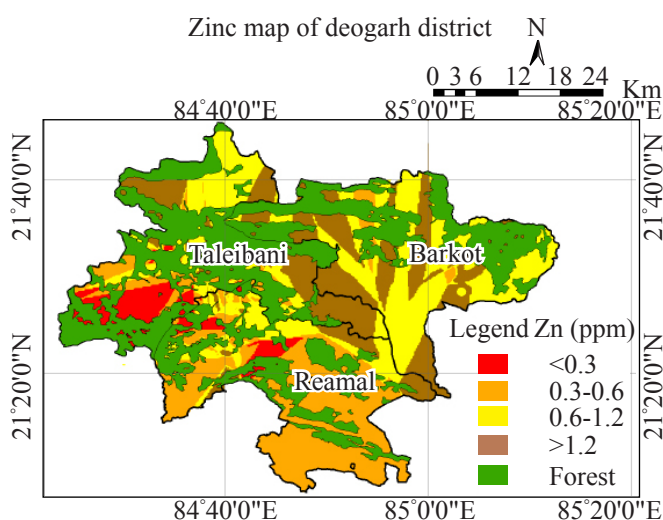 Zinc map of deogarh district
N
0 3 6 12 18 24 Km
84°40'0"E 85°0'0"E 85°20'0"E
21°40'0"N 21°40'0"N
Taleibani Barkot
Legend Zn (ppm)
<0.3
21°20'0"N 21°20'0"N
Reamal
0.3-0.6
0.6-1.2
>1.2
Forest
84°40'0"E 85°0'0"E 85°20'0"E